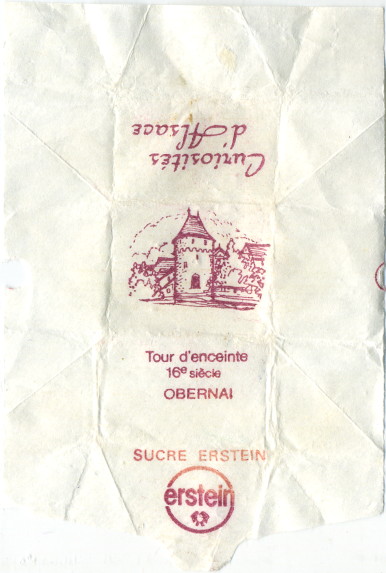 Curiosités
d'Alsace
Tour d'enceinte
16e siècle
OBERNAI
SUCRE ERSTEIN
erstein